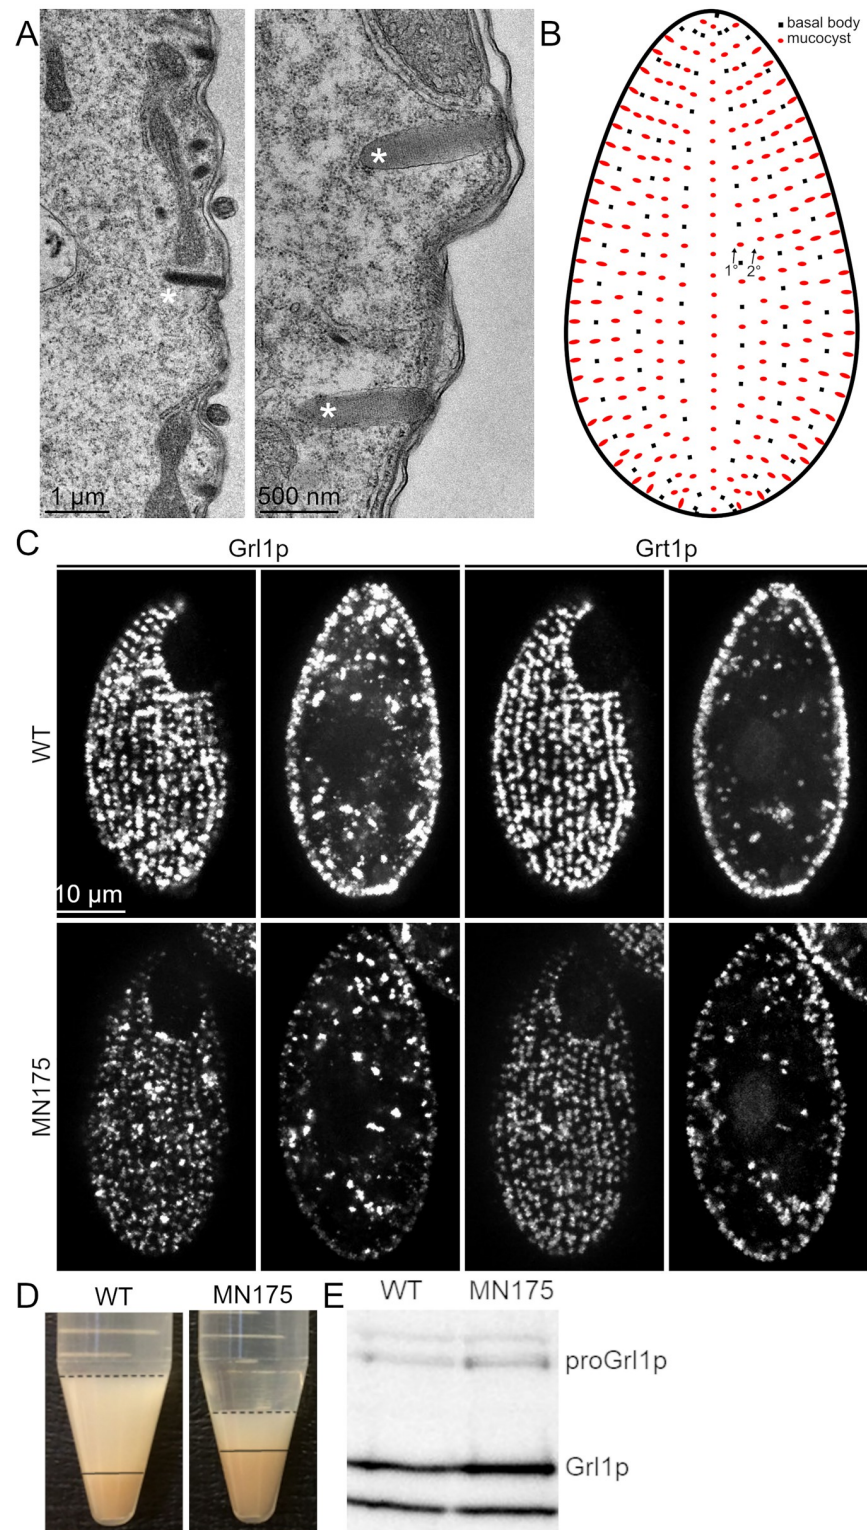 A
B
basal body
mucocyst
1°
2°
1 µm
500 nm
C
Grl1p
Grt1p
WT
10 µm
MN175
D
WT
MN175
E
WT
MN175
proGrl1p
Grl1p